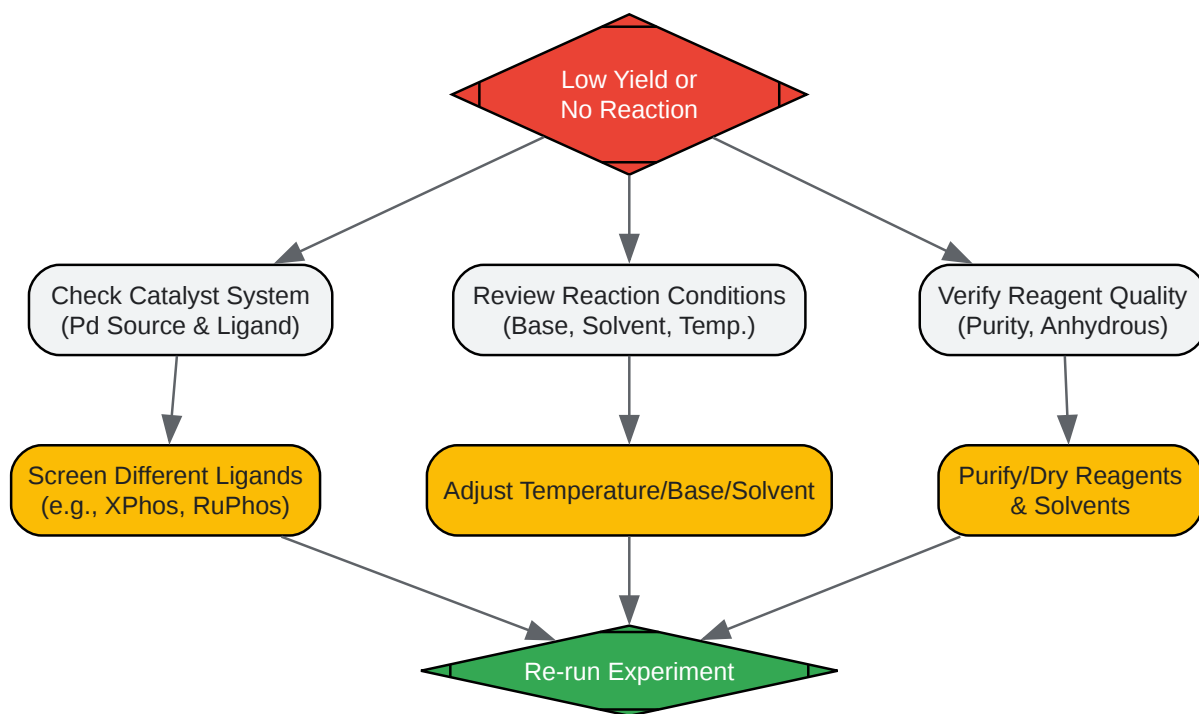 Low Yield or
No Reaction
Check Catalyst System
(Pd Source & Ligand)
Review Reaction Conditions
(Base, Solvent, Temp.)
Verify Reagent Quality
(Purity, Anhydrous)
Screen Different Ligands
(e.g., XPhos, RuPhos)
Adjust Temperature/Base/Solvent
Purify/Dry Reagents
& Solvents
Re-run Experiment